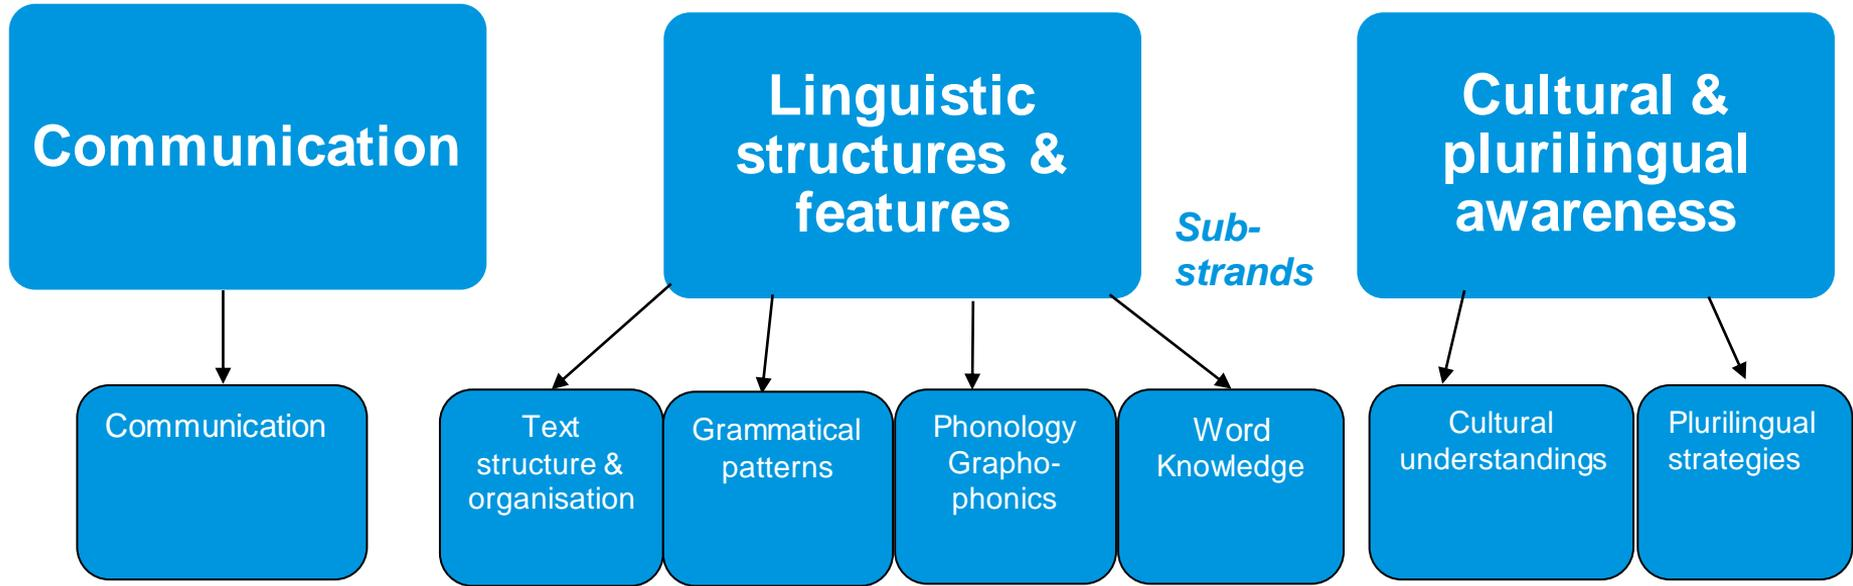 Communication
Linguistic
structures &
features
Sub-
strands
Cultural &
plurilingual
awareness
Communication
Text
structure &
organisation
Grammatical
patterns
Phonology
Grapho-
phonics
Word
Knowledge
Cultural
understandings
Plurilingual
strategies